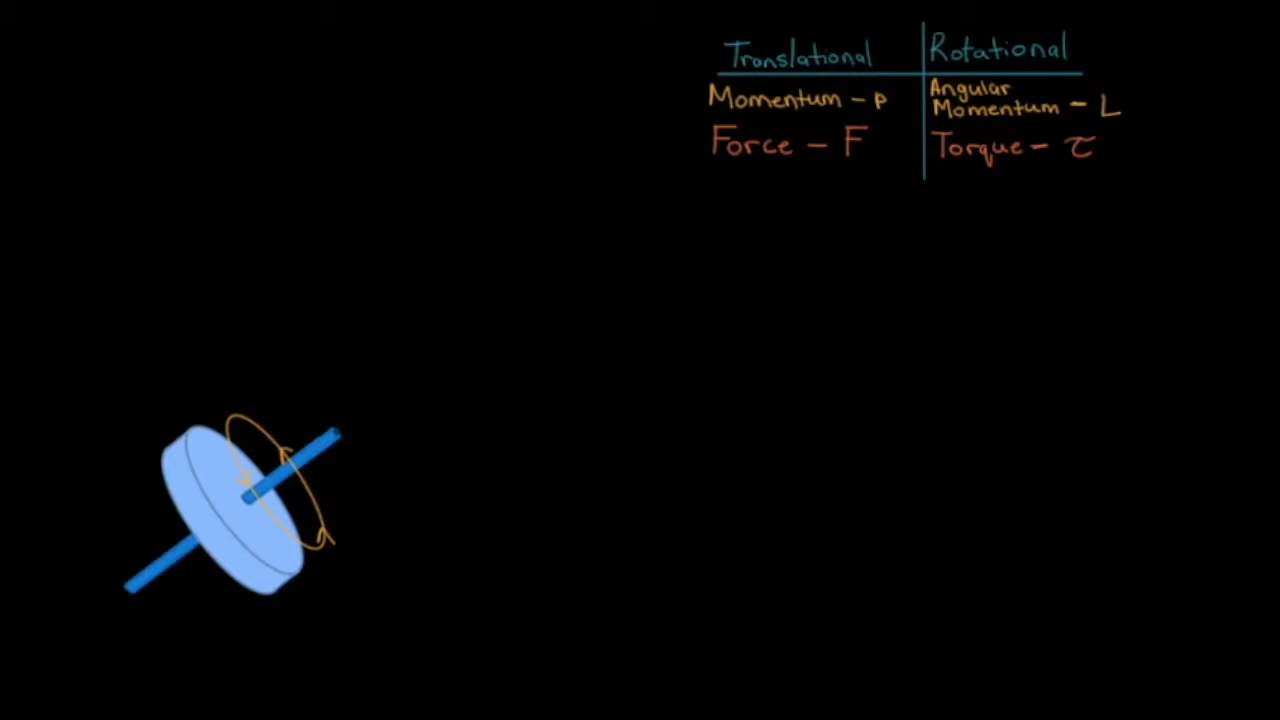 Translational
Rotational
Momentum - p
Angular
Momentum - L
Force - F
Torque - τ